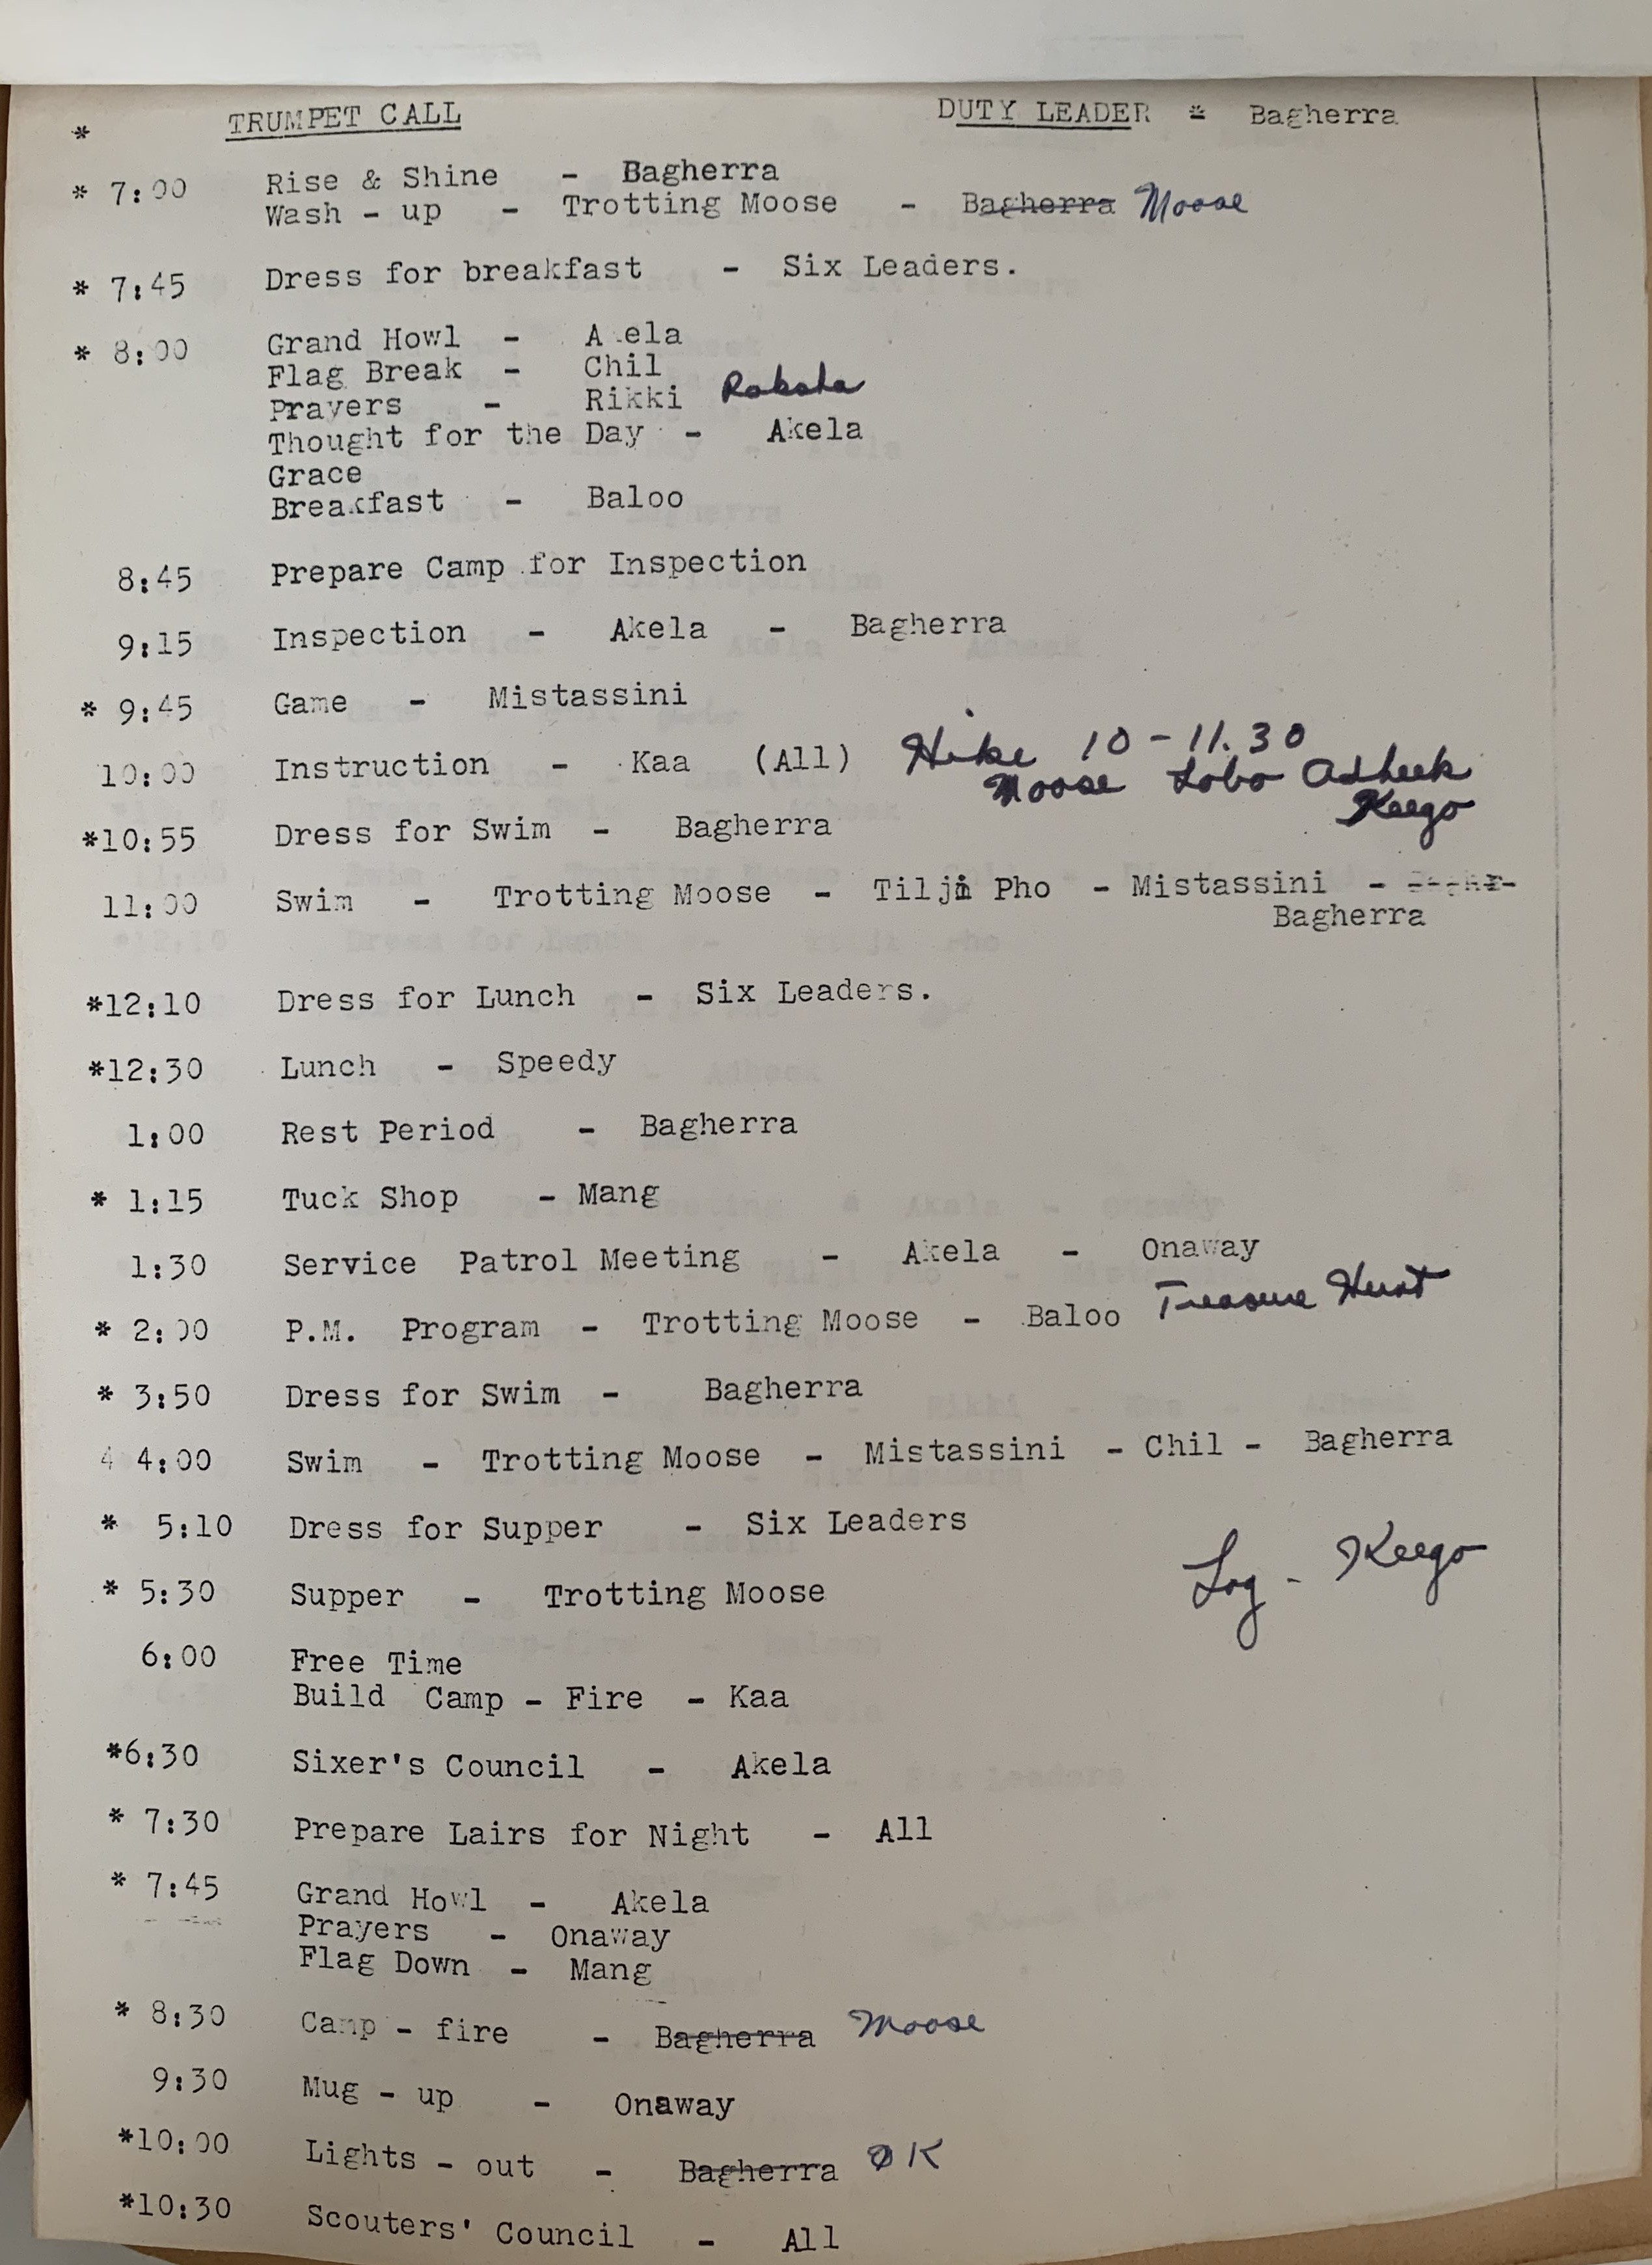 * TRUMPET CALL DUTY LEADER = Bagherra
* 7:00 Rise & Shine - Bagherra
Wash - up - Trotting Moose - Bagherra Moose
* 7:45 Dress for breakfast - Six Leaders.
* 8:00 Grand Howl - Akela
Flag Break - Chil
Prayers - Rikki Raksha
Thought for the Day - Akela
Grace
Breakfast - Baloo
8:45 Prepare Camp for Inspection
9:15 Inspection - Akela - Bagherra
* 9:45 Game - Mistassini
10:00 Instruction - Kaa (All) Hike 10 - 11.30
Moose Lobo Adheek
Keego
*10:55 Dress for Swim - Bagherra
11:00 Swim - Trotting Moose - Tilji Pho - Mistassini -
Bagherra
*12:10 Dress for Lunch - Six Leaders.
*12:30 Lunch - Speedy
1:00 Rest Period - Bagherra
* 1:15 Tuck Shop - Mang
1:30 Service Patrol Meeting - Akela - Onaway
* 2:00 P.M. Program - Trotting Moose - Baloo Treasure Hunt
* 3:50 Dress for Swim - Bagherra
4 4:00 Swim - Trotting Moose - Mistassini - Chil - Bagherra
* 5:10 Dress for Supper - Six Leaders
Log - Keego
* 5:30 Supper - Trotting Moose
6:00 Free Time
Build Camp - Fire - Kaa
*6:30 Sixer's Council - Akela
* 7:30 Prepare Lairs for Night - All
* 7:45 Grand Howl - Akela
Prayers - Onaway
Flag Down - Mang
* 8:30 Camp - fire - Bagherra Moose
9:30 Mug - up - Onaway
*10:00 Lights - out - Bagherra OK
*10:30 Scouters' Council - All